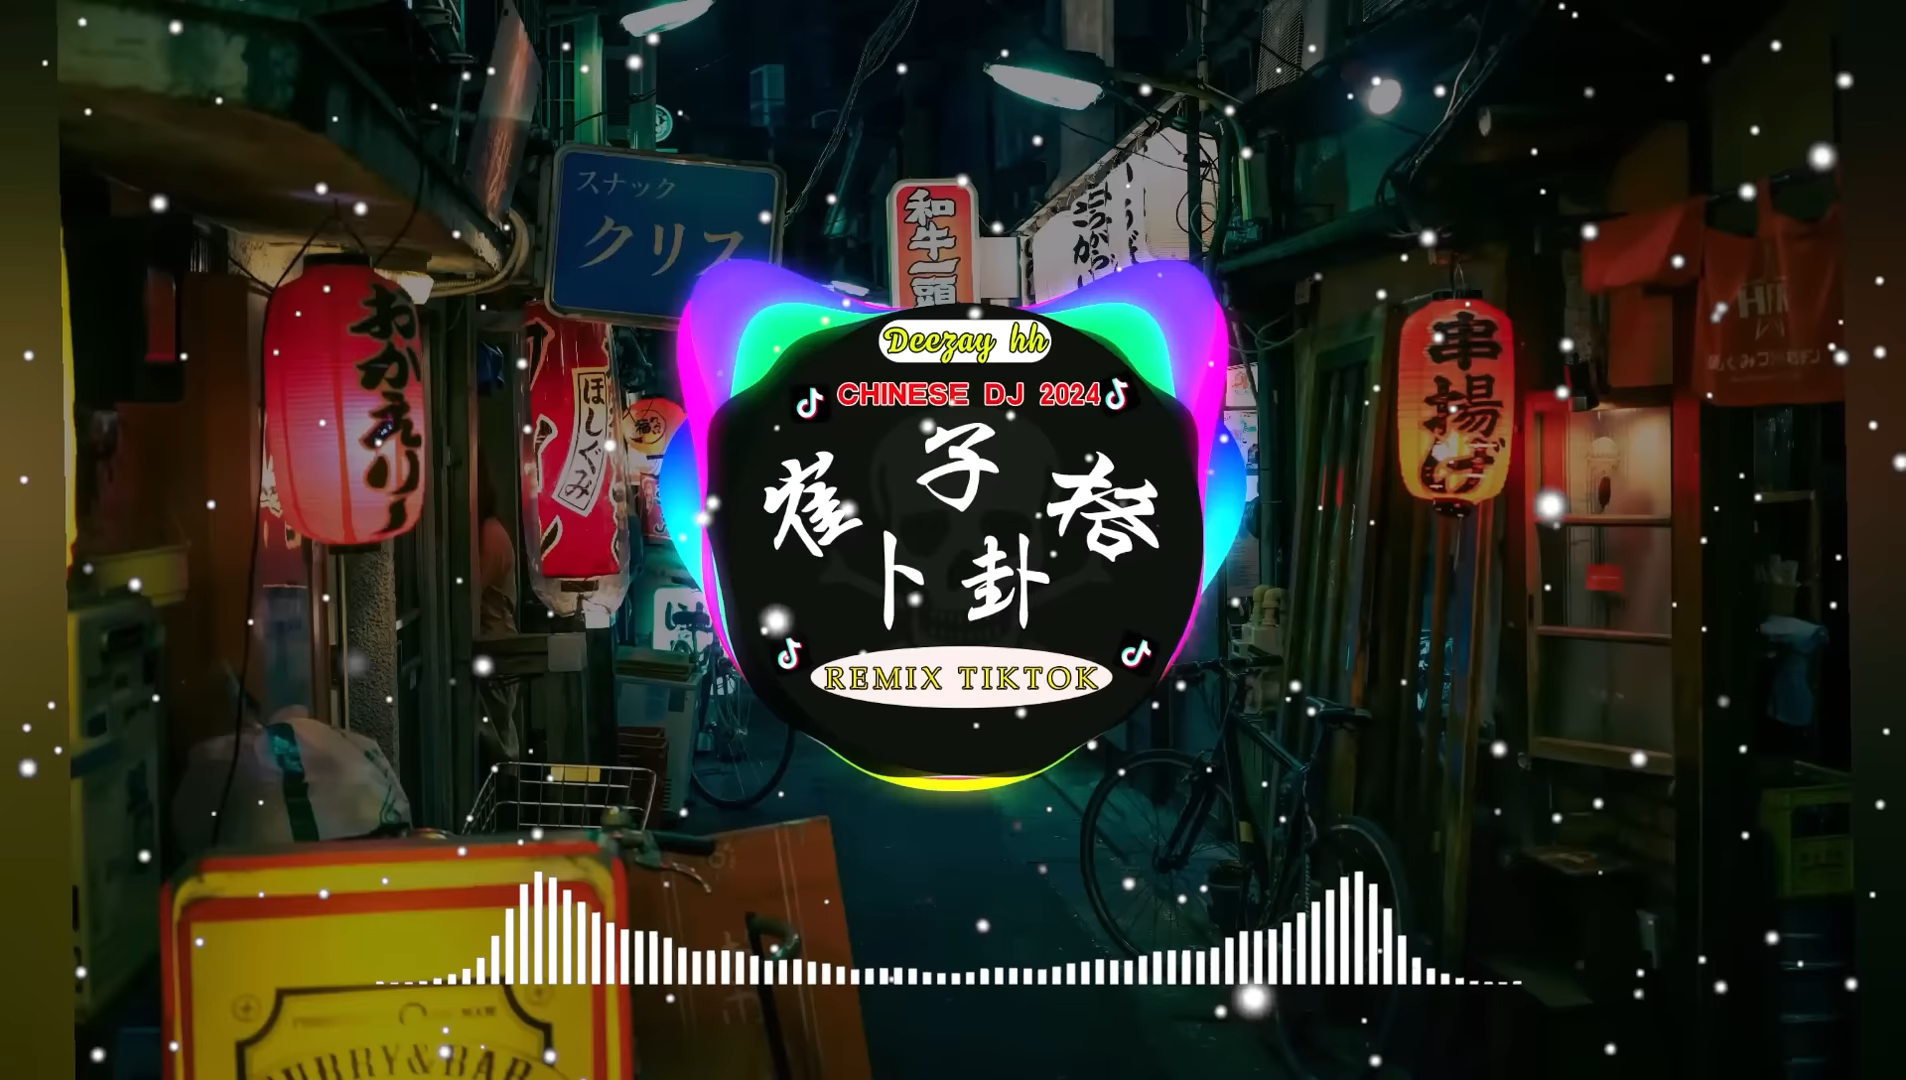 スナック
クリス
和牛一頭
おかえりー
ほしぐみ
串揚げ
Deezay hh
CHINESE DJ 2024
崔子格
卜卦
REMIX TIKTOK